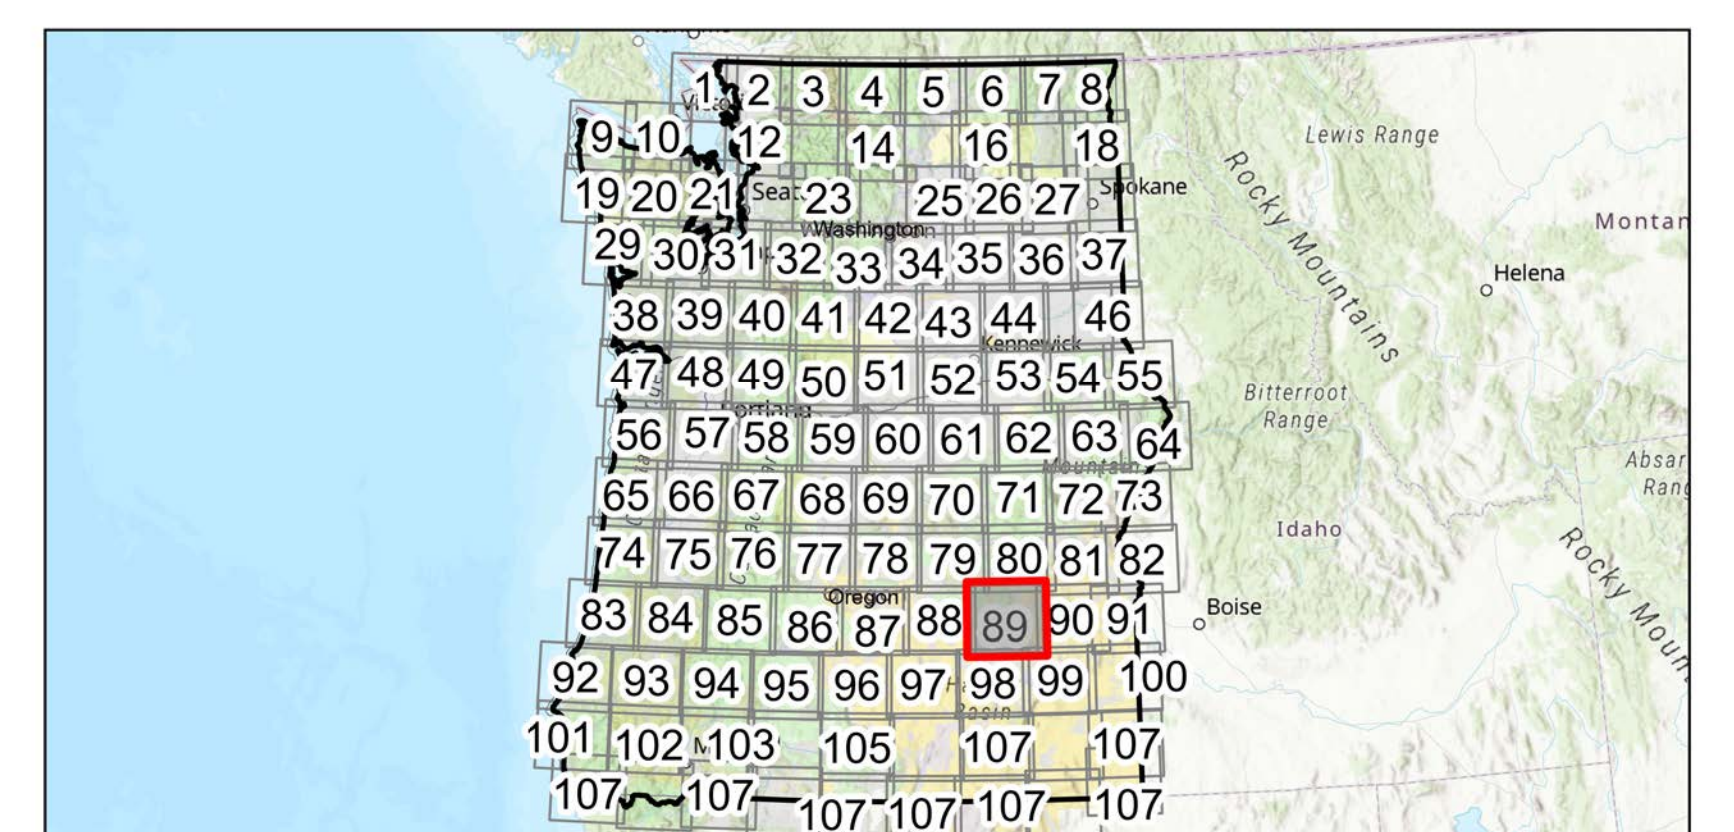 1 2 3 4 5 6 7 8
Lewis Range
9 10 12 14 16 18
Rocky Mountains
19 20 21 Seat 23 25 26 27 Spokane
Washington
Montan
29 30 31 32 33 34 35 36 37
Helena
38 39 40 41 42 43 44 46
Kennewick
47 48 49 50 51 52 53 54 55
Bitterroot
Range
Portland
56 57 58 59 60 61 62 63 64
Mountain
Absar
Rang
65 66 67 68 69 70 71 72 73
Idaho
74 75 76 77 78 79 80 81 82
Rocky Moun
Oregon
83 84 85 86 87 88 89 90 91
Boise
92 93 94 95 96 97 98 99 100
Basin
101 102 M 103 105 107 107
107 107 107 107 107 107